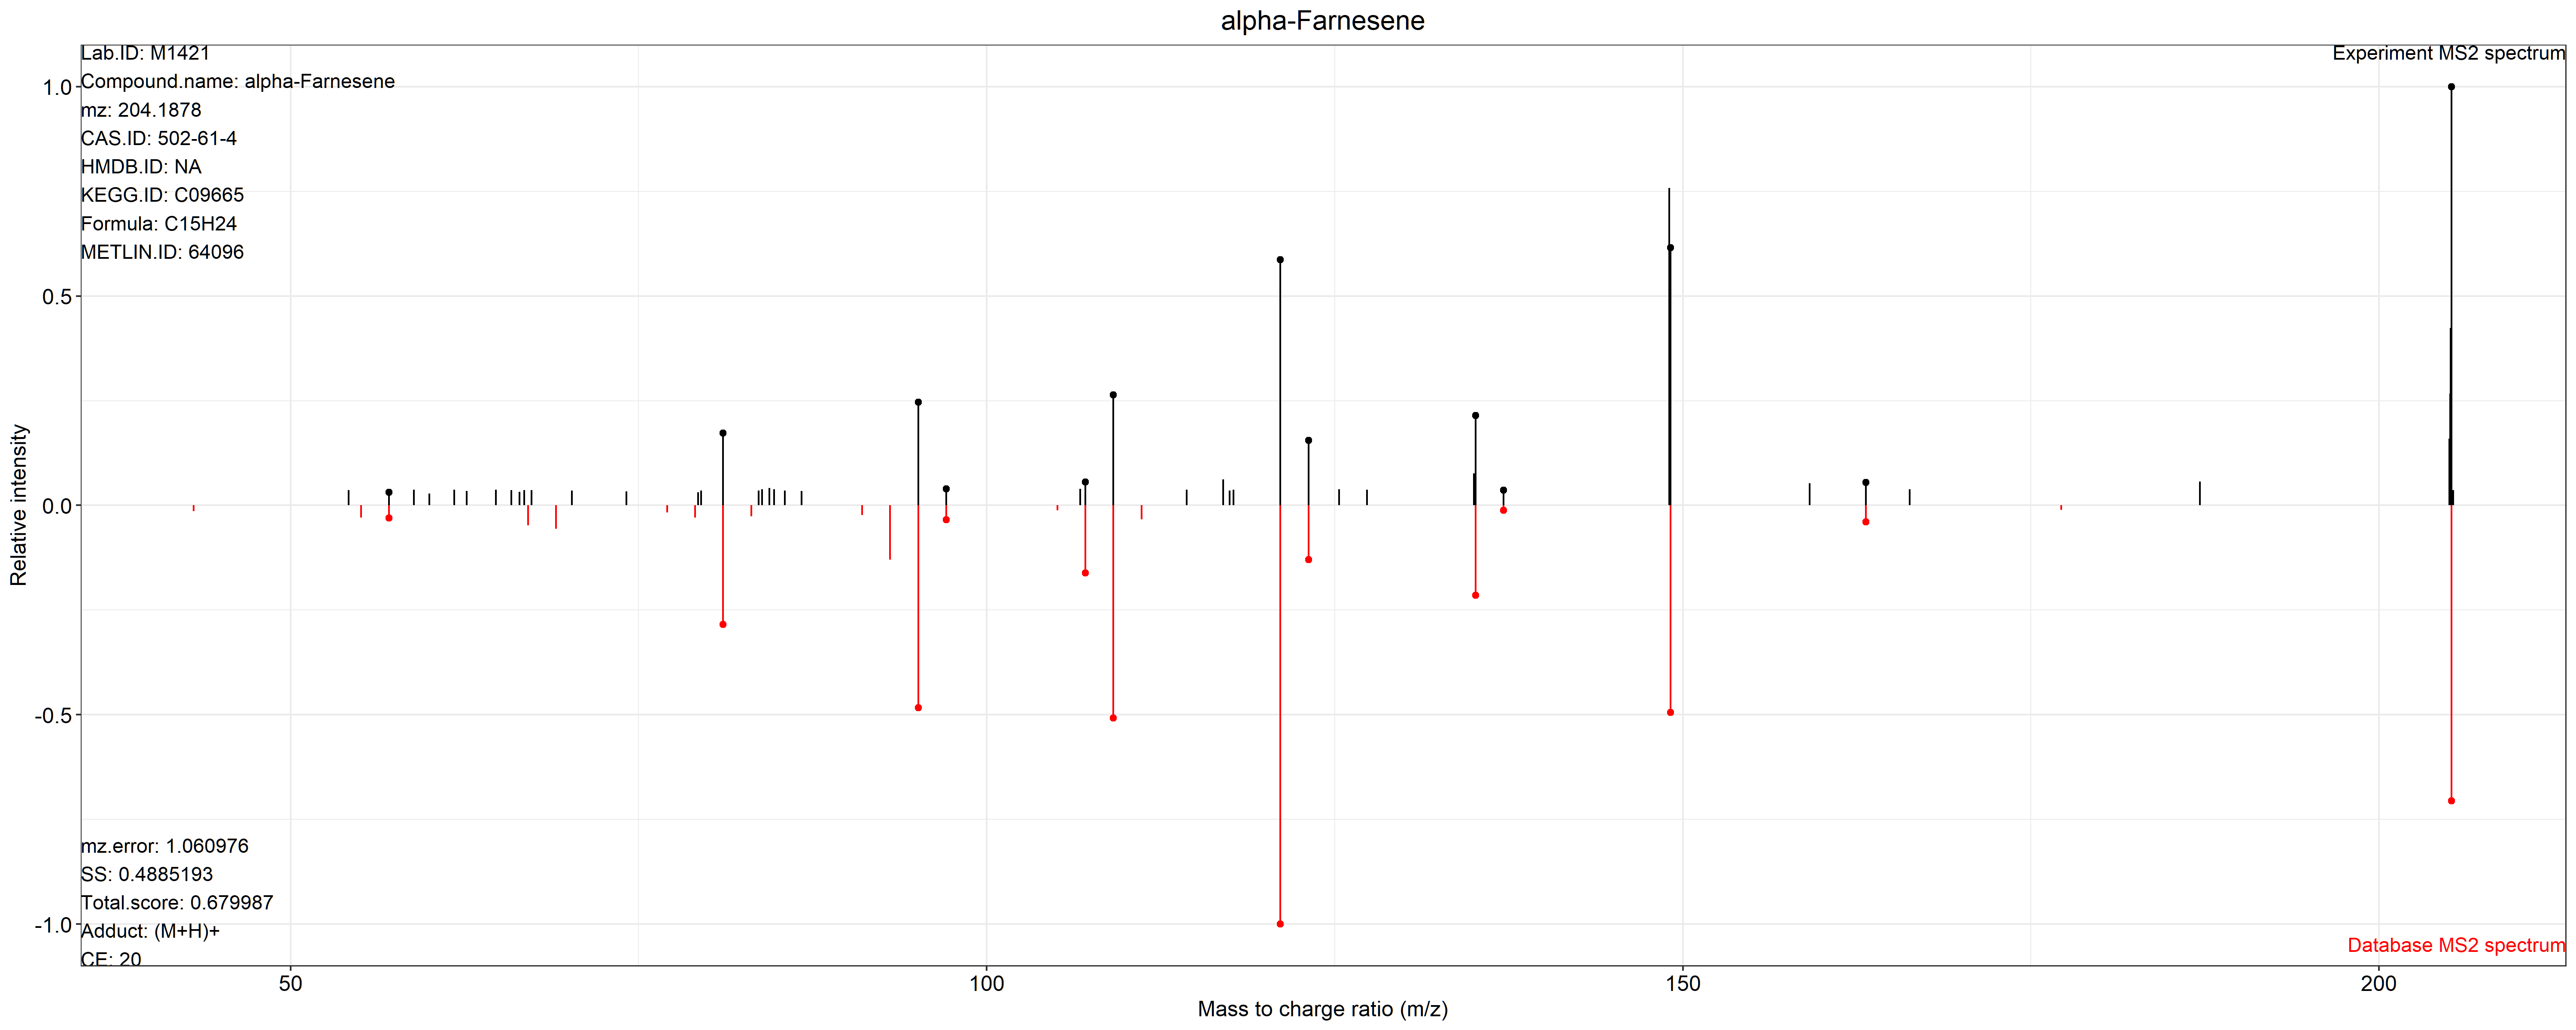 alpha-Farnesene
Lab.ID: M1421
Compound.name: alpha-Farnesene
mz: 204.1878
CAS.ID: 502-61-4
HMDB.ID: NA
KEGG.ID: C09665
Formula: C15H24
METLIN.ID: 64096
Experiment MS2 spectrum
1.0
0.5
0.0
-0.5
-1.0
Relative intensity
mz.error: 1.060976
SS: 0.4885193
Total.score: 0.679987
Adduct: (M+H)+
CE: 20
Database MS2 spectrum
50
100
150
200
Mass to charge ratio (m/z)